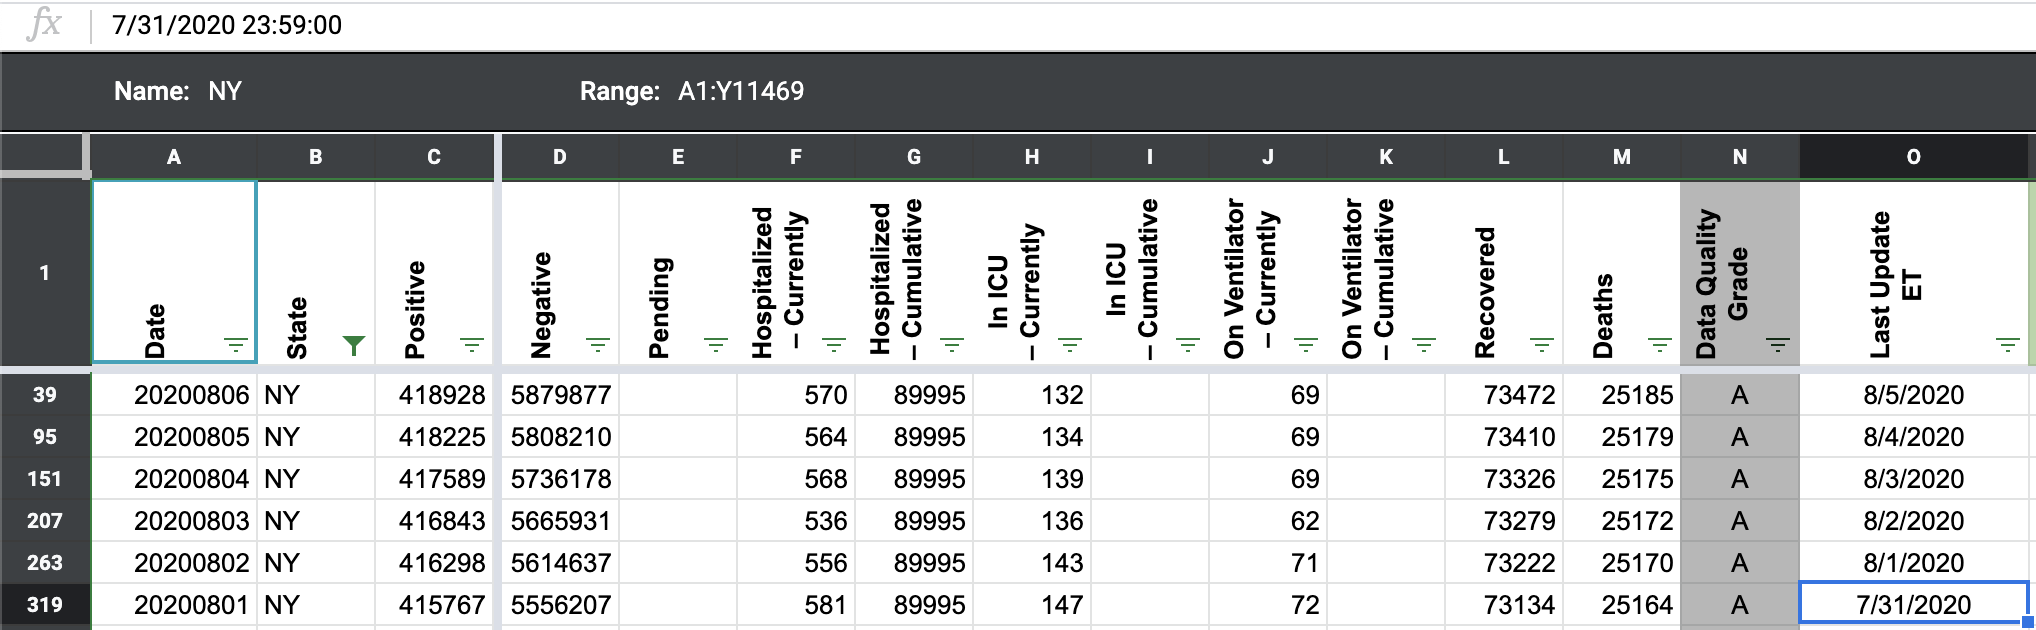 fx 7/31/2020 23:59:00
Name: NY Range: A1:Y11469
A B C D E F G H I J K L M N O
1 Date State Positive Negative Pending Hospitalized – Currently Hospitalized – Cumulative In ICU – Currently In ICU – Cumulative On Ventilator – Currently On Ventilator – Cumulative Recovered Deaths Data Quality Grade Last Update ET
39 20200806 NY 418928 5879877 570 89995 132 69 73472 25185 A 8/5/2020
95 20200805 NY 418225 5808210 564 89995 134 69 73410 25179 A 8/4/2020
151 20200804 NY 417589 5736178 568 89995 139 69 73326 25175 A 8/3/2020
207 20200803 NY 416843 5665931 536 89995 136 62 73279 25172 A 8/2/2020
263 20200802 NY 416298 5614637 556 89995 143 71 73222 25170 A 8/1/2020
319 20200801 NY 415767 5556207 581 89995 147 72 73134 25164 A 7/31/2020